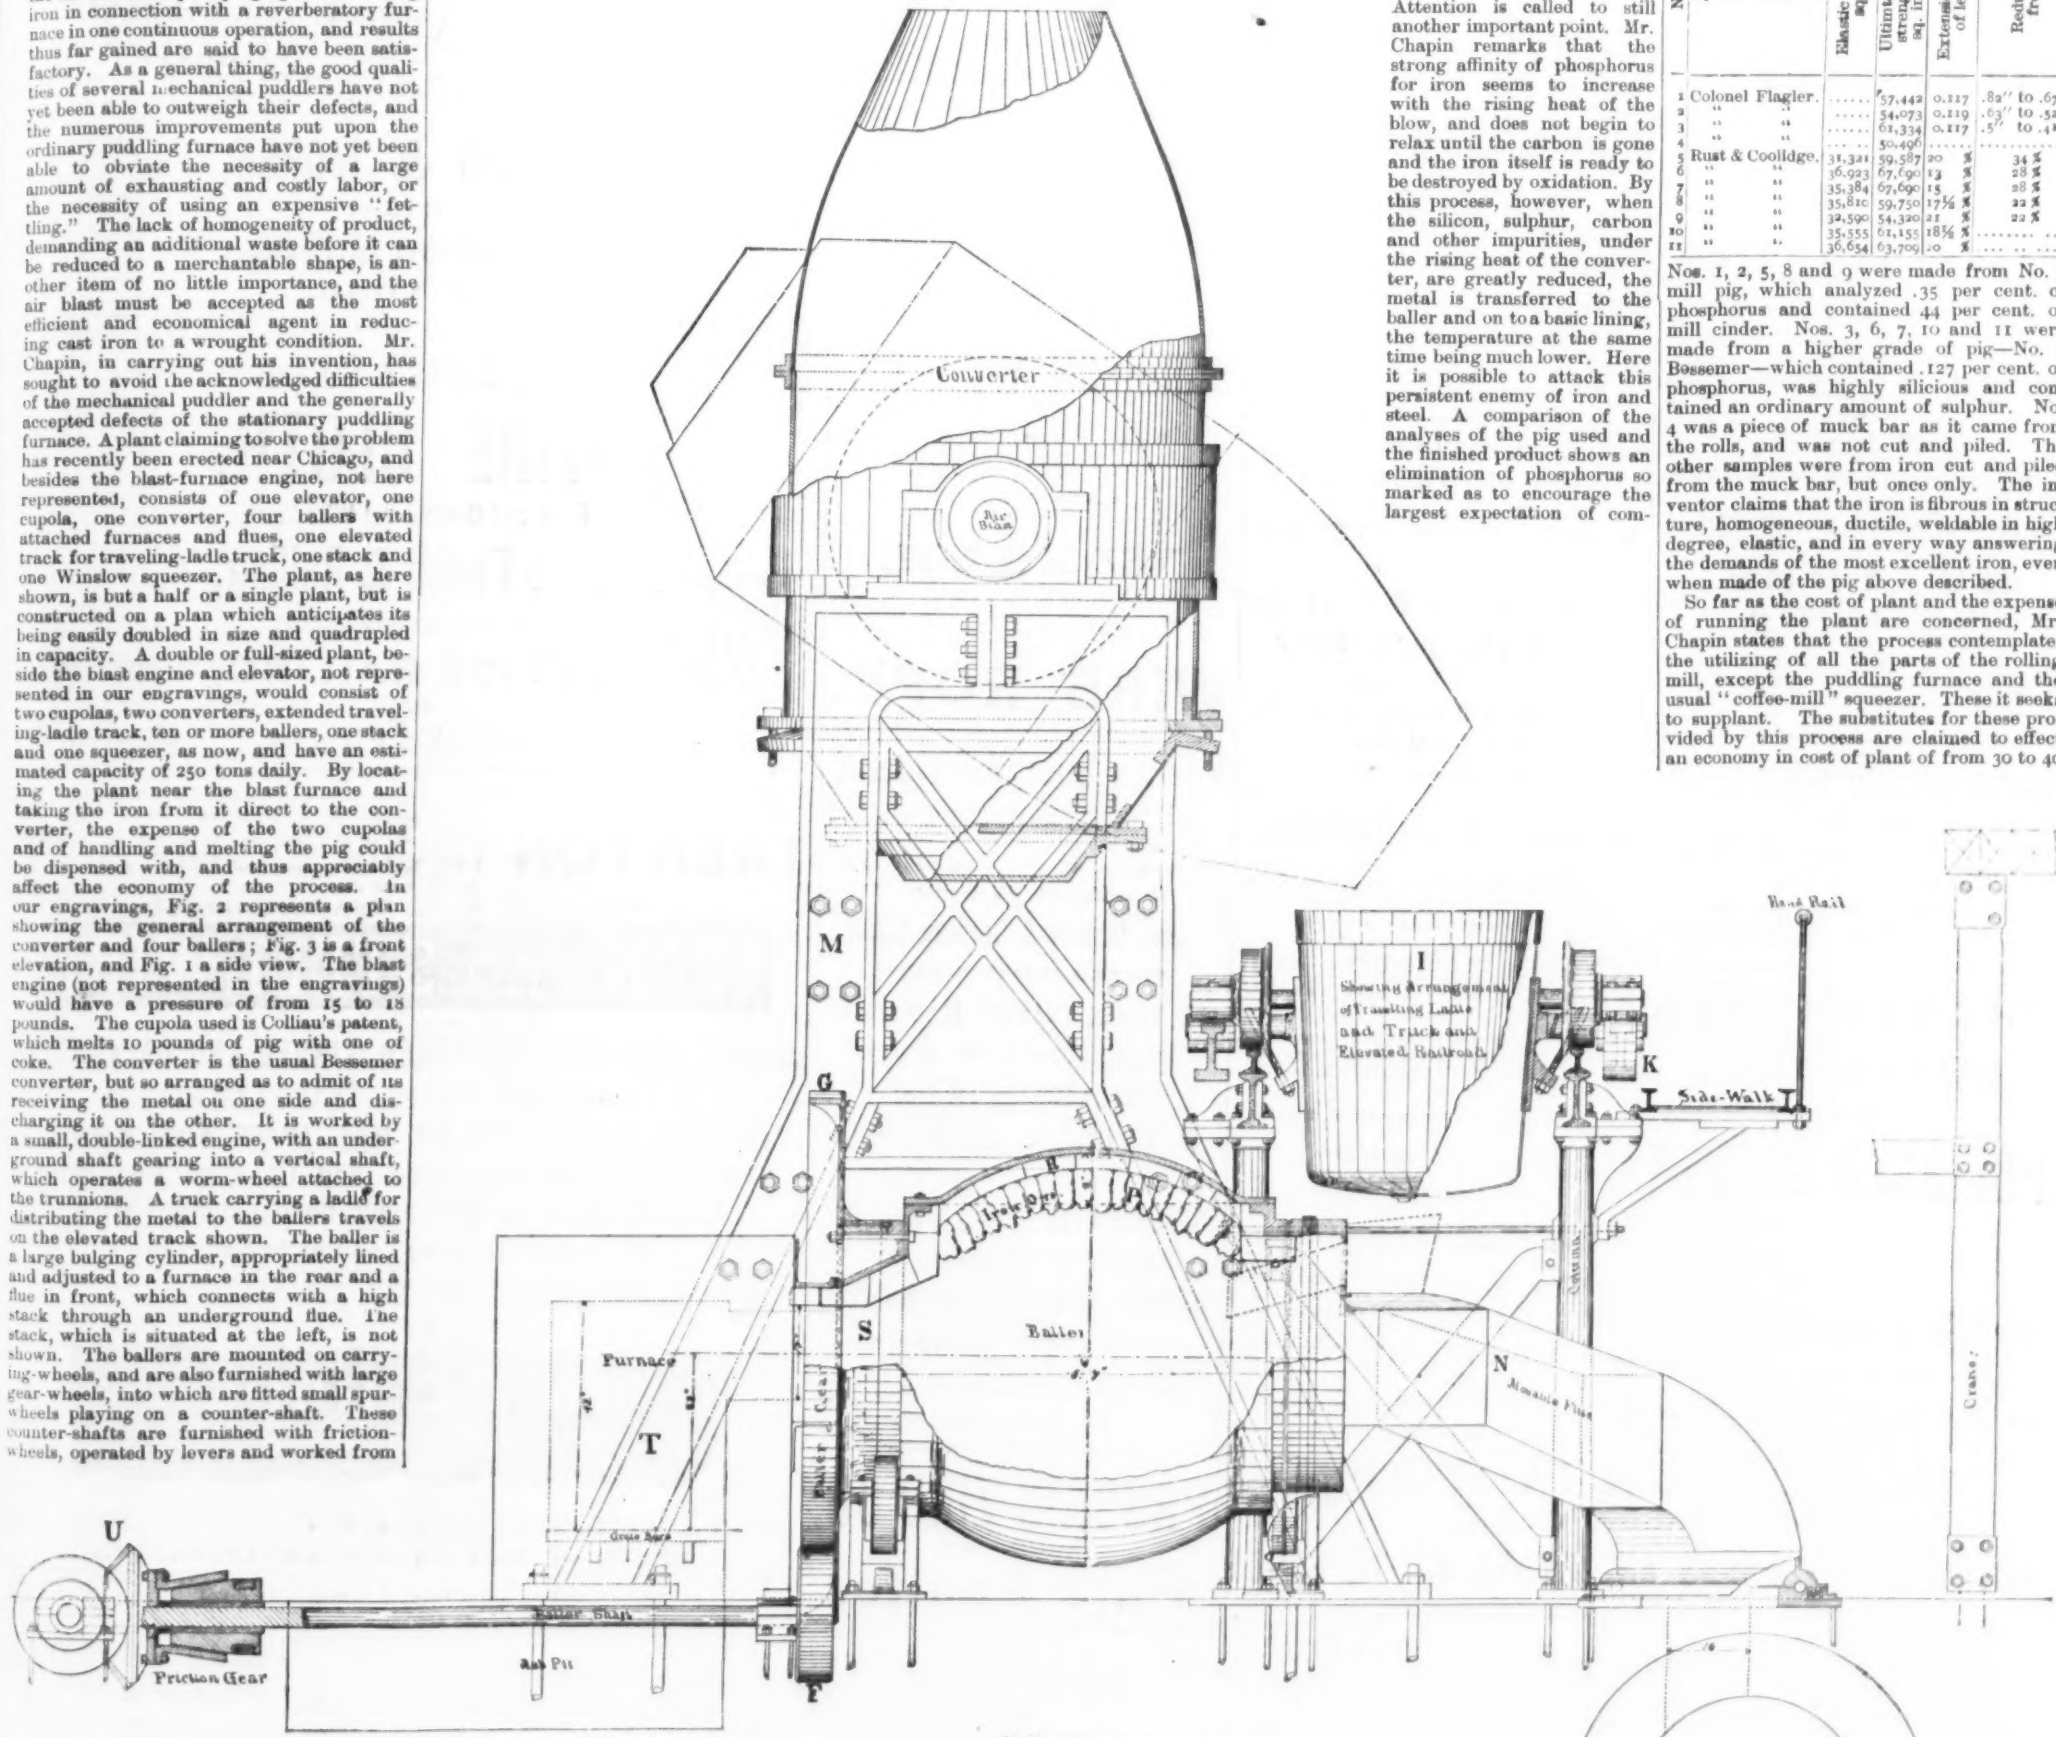 iron in connection with a reverberatory fur-
nace in one continuous operation, and results
thus far gained are said to have been satis-
factory. As a general thing, the good quali-
ties of several mechanical puddlers have not
yet been able to outweigh their defects, and
the numerous improvements put upon the
ordinary puddling furnace have not yet been
able to obviate the necessity of a large
amount of exhausting and costly labor, or
the necessity of using an expensive "fet-
tling." The lack of homogeneity of product,
demanding an additional waste before it can
be reduced to a merchantable shape, is an-
other item of no little importance, and the
air blast must be accepted as the most
efficient and economical agent in reduc-
ing cast iron to a wrought condition. Mr.
Chapin, in carrying out his invention, has
sought to avoid the acknowledged difficulties
of the mechanical puddler and the generally
accepted defects of the stationary puddling
furnace. A plant claiming to solve the problem
has recently been erected near Chicago, and
besides the blast-furnace engine, not here
represented, consists of one elevator, one
cupola, one converter, four ballers with
attached furnaces and flues, one elevated
track for traveling-ladle truck, one stack and
one Winslow squeezer. The plant, as here
shown, is but a half or a single plant, but is
constructed on a plan which anticipates its
being easily doubled in size and quadrupled
in capacity. A double or full-sized plant, be-
side the blast engine and elevator, not repre-
sented in our engravings, would consist of
two cupolas, two converters, extended travel-
ing-ladle track, ten or more ballers, one stack
and one squeezer, as now, and have an esti-
mated capacity of 250 tons daily. By locat-
ing the plant near the blast furnace and
taking the iron from it direct to the con-
verter, the expense of the two cupolas
and of handling and melting the pig could
be dispensed with, and thus appreciably
affect the economy of the process. In
our engravings, Fig. 2 represents a plan
showing the general arrangement of the
converter and four ballers; Fig. 3 is a front
elevation, and Fig. 1 a side view. The blast
engine (not represented in the engravings)
would have a pressure of from 15 to 18
pounds. The cupola used is Colliau's patent,
which melts 10 pounds of pig with one of
coke. The converter is the usual Bessemer
converter, but so arranged as to admit of its
receiving the metal on one side and dis-
charging it on the other. It is worked by
a small, double-linked engine, with an under-
ground shaft gearing into a vertical shaft,
which operates a worm-wheel attached to
the trunnions. A truck carrying a ladle for
distributing the metal to the ballers travels
on the elevated track shown. The baller is
a large bulging cylinder, appropriately lined
and adjusted to a furnace in the rear and a
flue in front, which connects with a high
stack through an underground flue. The
stack, which is situated at the left, is not
shown. The ballers are mounted on carry-
ing-wheels, and are also furnished with large
gear-wheels, into which are fitted small spur-
wheels playing on a counter-shaft. These
counter-shafts are furnished with friction-
wheels, operated by levers and worked from
Attention is called to still
another important point. Mr.
Chapin remarks that the
strong affinity of phosphorus
for iron seems to increase
with the rising heat of the
blow, and does not begin to
relax until the carbon is gone
and the iron itself is ready to
be destroyed by oxidation. By
this process, however, when
the silicon, sulphur, carbon
and other impurities, under
the rising heat of the conver-
ter, are greatly reduced, the
metal is transferred to the
baller and on to a basic lining,
the temperature at the same
time being much lower. Here
it is possible to attack this
persistent enemy of iron and
steel. A comparison of the
analyses of the pig used and
the finished product shows an
elimination of phosphorus so
marked as to encourage the
largest expectation of com-
Elastic
Ultimate
stren
sq. in
Extensi
of le
Redu
fro
1 Colonel Flagler. ...... 57,442 0.117 .82" to .67
2 " " ...... 54,073 0.119 .63" to .52
3 " " ...... 61,334 0.117 .5" to .4
4 " " ...... 50,496 ......
5 Rust & Coolidge. 31,321 59,587 20 % 34 %
6 " " 36,923 67,690 13 % 28 %
7 " " 35,384 67,690 15 % 28 %
8 " " 35,810 59,750 17½ % 22 %
9 " " 32,590 54,320 21 % 22 %
10 " " 35,555 61,155 18½ % ......
11 " " 36,654 63,709 20 % ......
Nos. 1, 2, 5, 8 and 9 were made from No.
mill pig, which analyzed .35 per cent. o
phosphorus and contained 44 per cent. o
mill cinder. Nos. 3, 6, 7, 10 and 11 wer
made from a higher grade of pig—No.
Bessemer—which contained .127 per cent. o
phosphorus, was highly silicious and con
tained an ordinary amount of sulphur. No
4 was a piece of muck bar as it came from
the rolls, and was not cut and piled. Th
other samples were from iron cut and piled
from the muck bar, but once only. The in
ventor claims that the iron is fibrous in struc
ture, homogeneous, ductile, weldable in high
degree, elastic, and in every way answering
the demands of the most excellent iron, even
when made of the pig above described.
So far as the cost of plant and the expense
of running the plant are concerned, Mr.
Chapin states that the process contemplates
the utilizing of all the parts of the rolling
mill, except the puddling furnace and the
usual "coffee-mill" squeezer. These it seeks
to supplant. The substitutes for these pro-
vided by this process are claimed to effect
an economy in cost of plant of from 30 to 40
Converter
Air
Blast
M
G
I
Showing Arrangement
of Travelling Ladle
and Truck and
Elevated Railroad
Hand Rail
K
Side-Walk
Column
Crane
R
Iron Ore
P
S
Baller
Furnace
T
Grate Bars
Baller Gear
N
Movable Flue
U
Friction Gear
Baller Shaft
Ash Pit
F
16